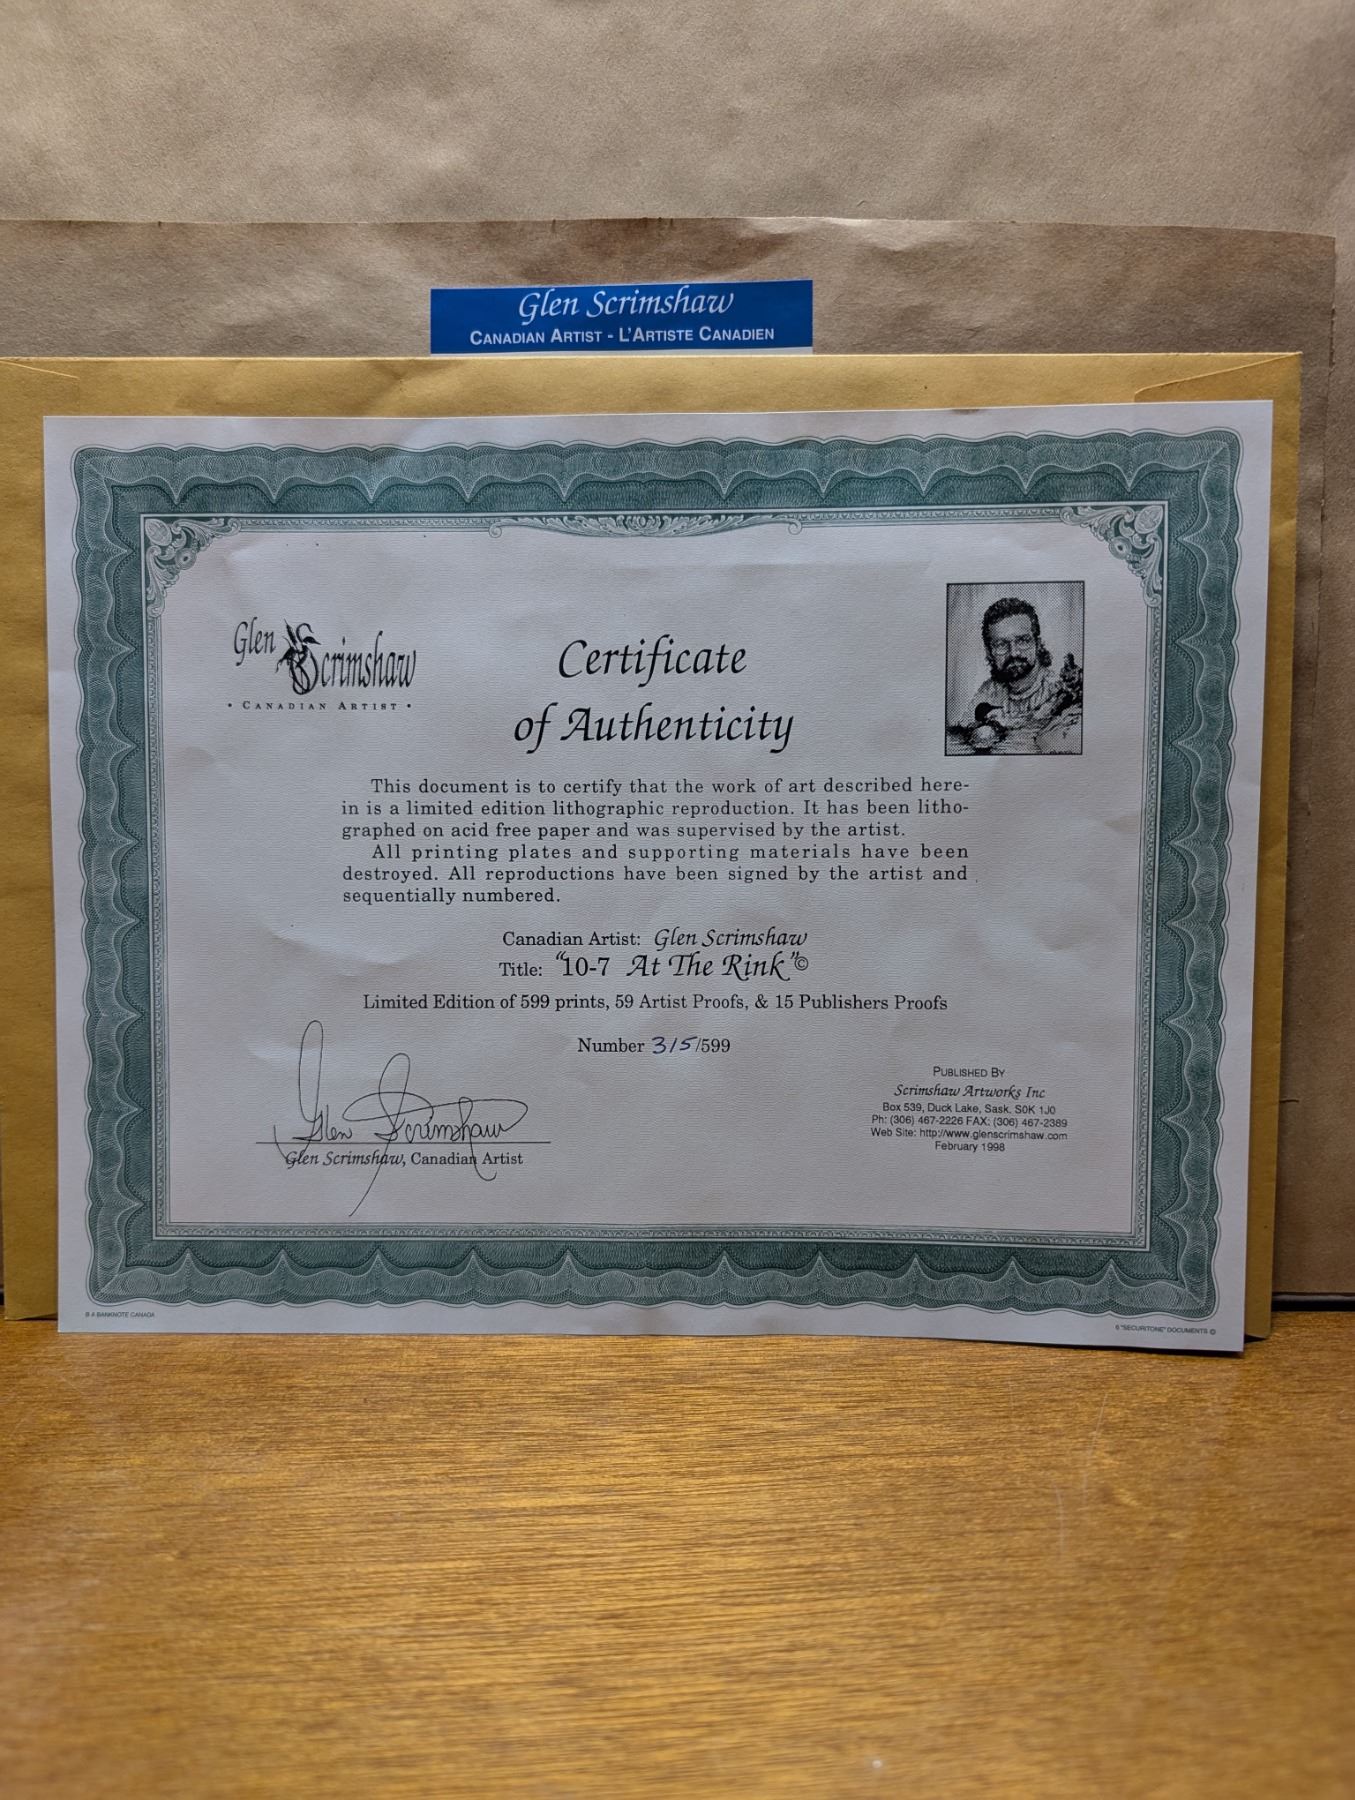 Glen Scrimshaw
CANADIAN ARTIST - L'ARTISTE CANADIEN
Glen Scrimshaw
• CANADIAN ARTIST •
Certificate
of Authenticity
This document is to certify that the work of art described here-
in is a limited edition lithographic reproduction. It has been litho-
graphed on acid free paper and was supervised by the artist.
All printing plates and supporting materials have been
destroyed. All reproductions have been signed by the artist and
sequentially numbered.
Canadian Artist: Glen Scrimshaw
Title: "10-7 At The Rink"©
Limited Edition of 599 prints, 59 Artist Proofs, & 15 Publishers Proofs
Number 315/599
Glen Scrimshaw
Glen Scrimshaw, Canadian Artist
PUBLISHED BY
Scrimshaw Artworks Inc
Box 539, Duck Lake, Sask. S0K 1J0
Ph: (306) 467-2226 FAX: (306) 467-2389
Web Site: http://www.glenscrimshaw.com
February 1998
B A BANKNOTE CANADA
"SECURITONE" DOCUMENTS ©